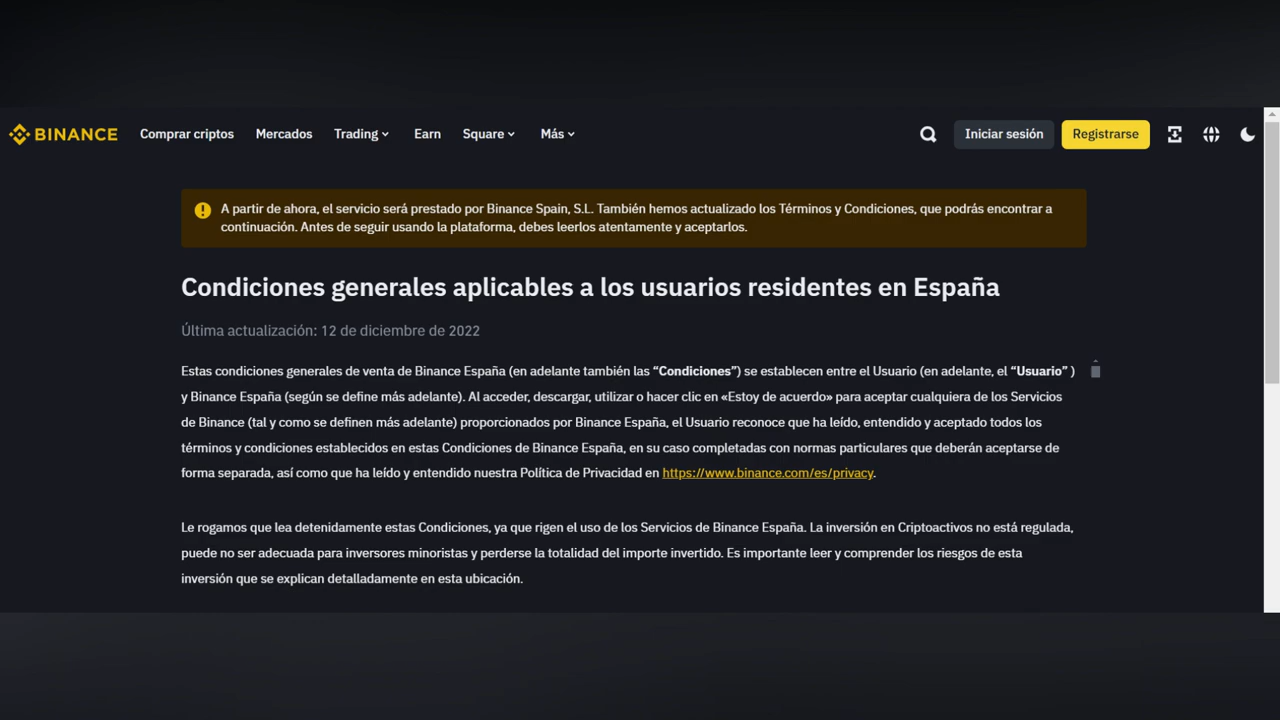 BINANCE Comprar criptos Mercados Trading Earn Square Más Iniciar sesión Registrarse
A partir de ahora, el servicio será prestado por Binance Spain, S.L. También hemos actualizado los Términos y Condiciones, que podrás encontrar a
continuación. Antes de seguir usando la plataforma, debes leerlos atentamente y aceptarlos.
Condiciones generales aplicables a los usuarios residentes en España
Última actualización: 12 de diciembre de 2022
Estas condiciones generales de venta de Binance España (en adelante también las “Condiciones”) se establecen entre el Usuario (en adelante, el “Usuario” )
y Binance España (según se define más adelante). Al acceder, descargar, utilizar o hacer clic en «Estoy de acuerdo» para aceptar cualquiera de los Servicios
de Binance (tal y como se definen más adelante) proporcionados por Binance España, el Usuario reconoce que ha leído, entendido y aceptado todos los
términos y condiciones establecidos en estas Condiciones de Binance España, en su caso completadas con normas particulares que deberán aceptarse de
forma separada, así como que ha leído y entendido nuestra Política de Privacidad en https://www.binance.com/es/privacy.
Le rogamos que lea detenidamente estas Condiciones, ya que rigen el uso de los Servicios de Binance España. La inversión en Criptoactivos no está regulada,
puede no ser adecuada para inversores minoristas y perderse la totalidad del importe invertido. Es importante leer y comprender los riesgos de esta
inversión que se explican detalladamente en esta ubicación.